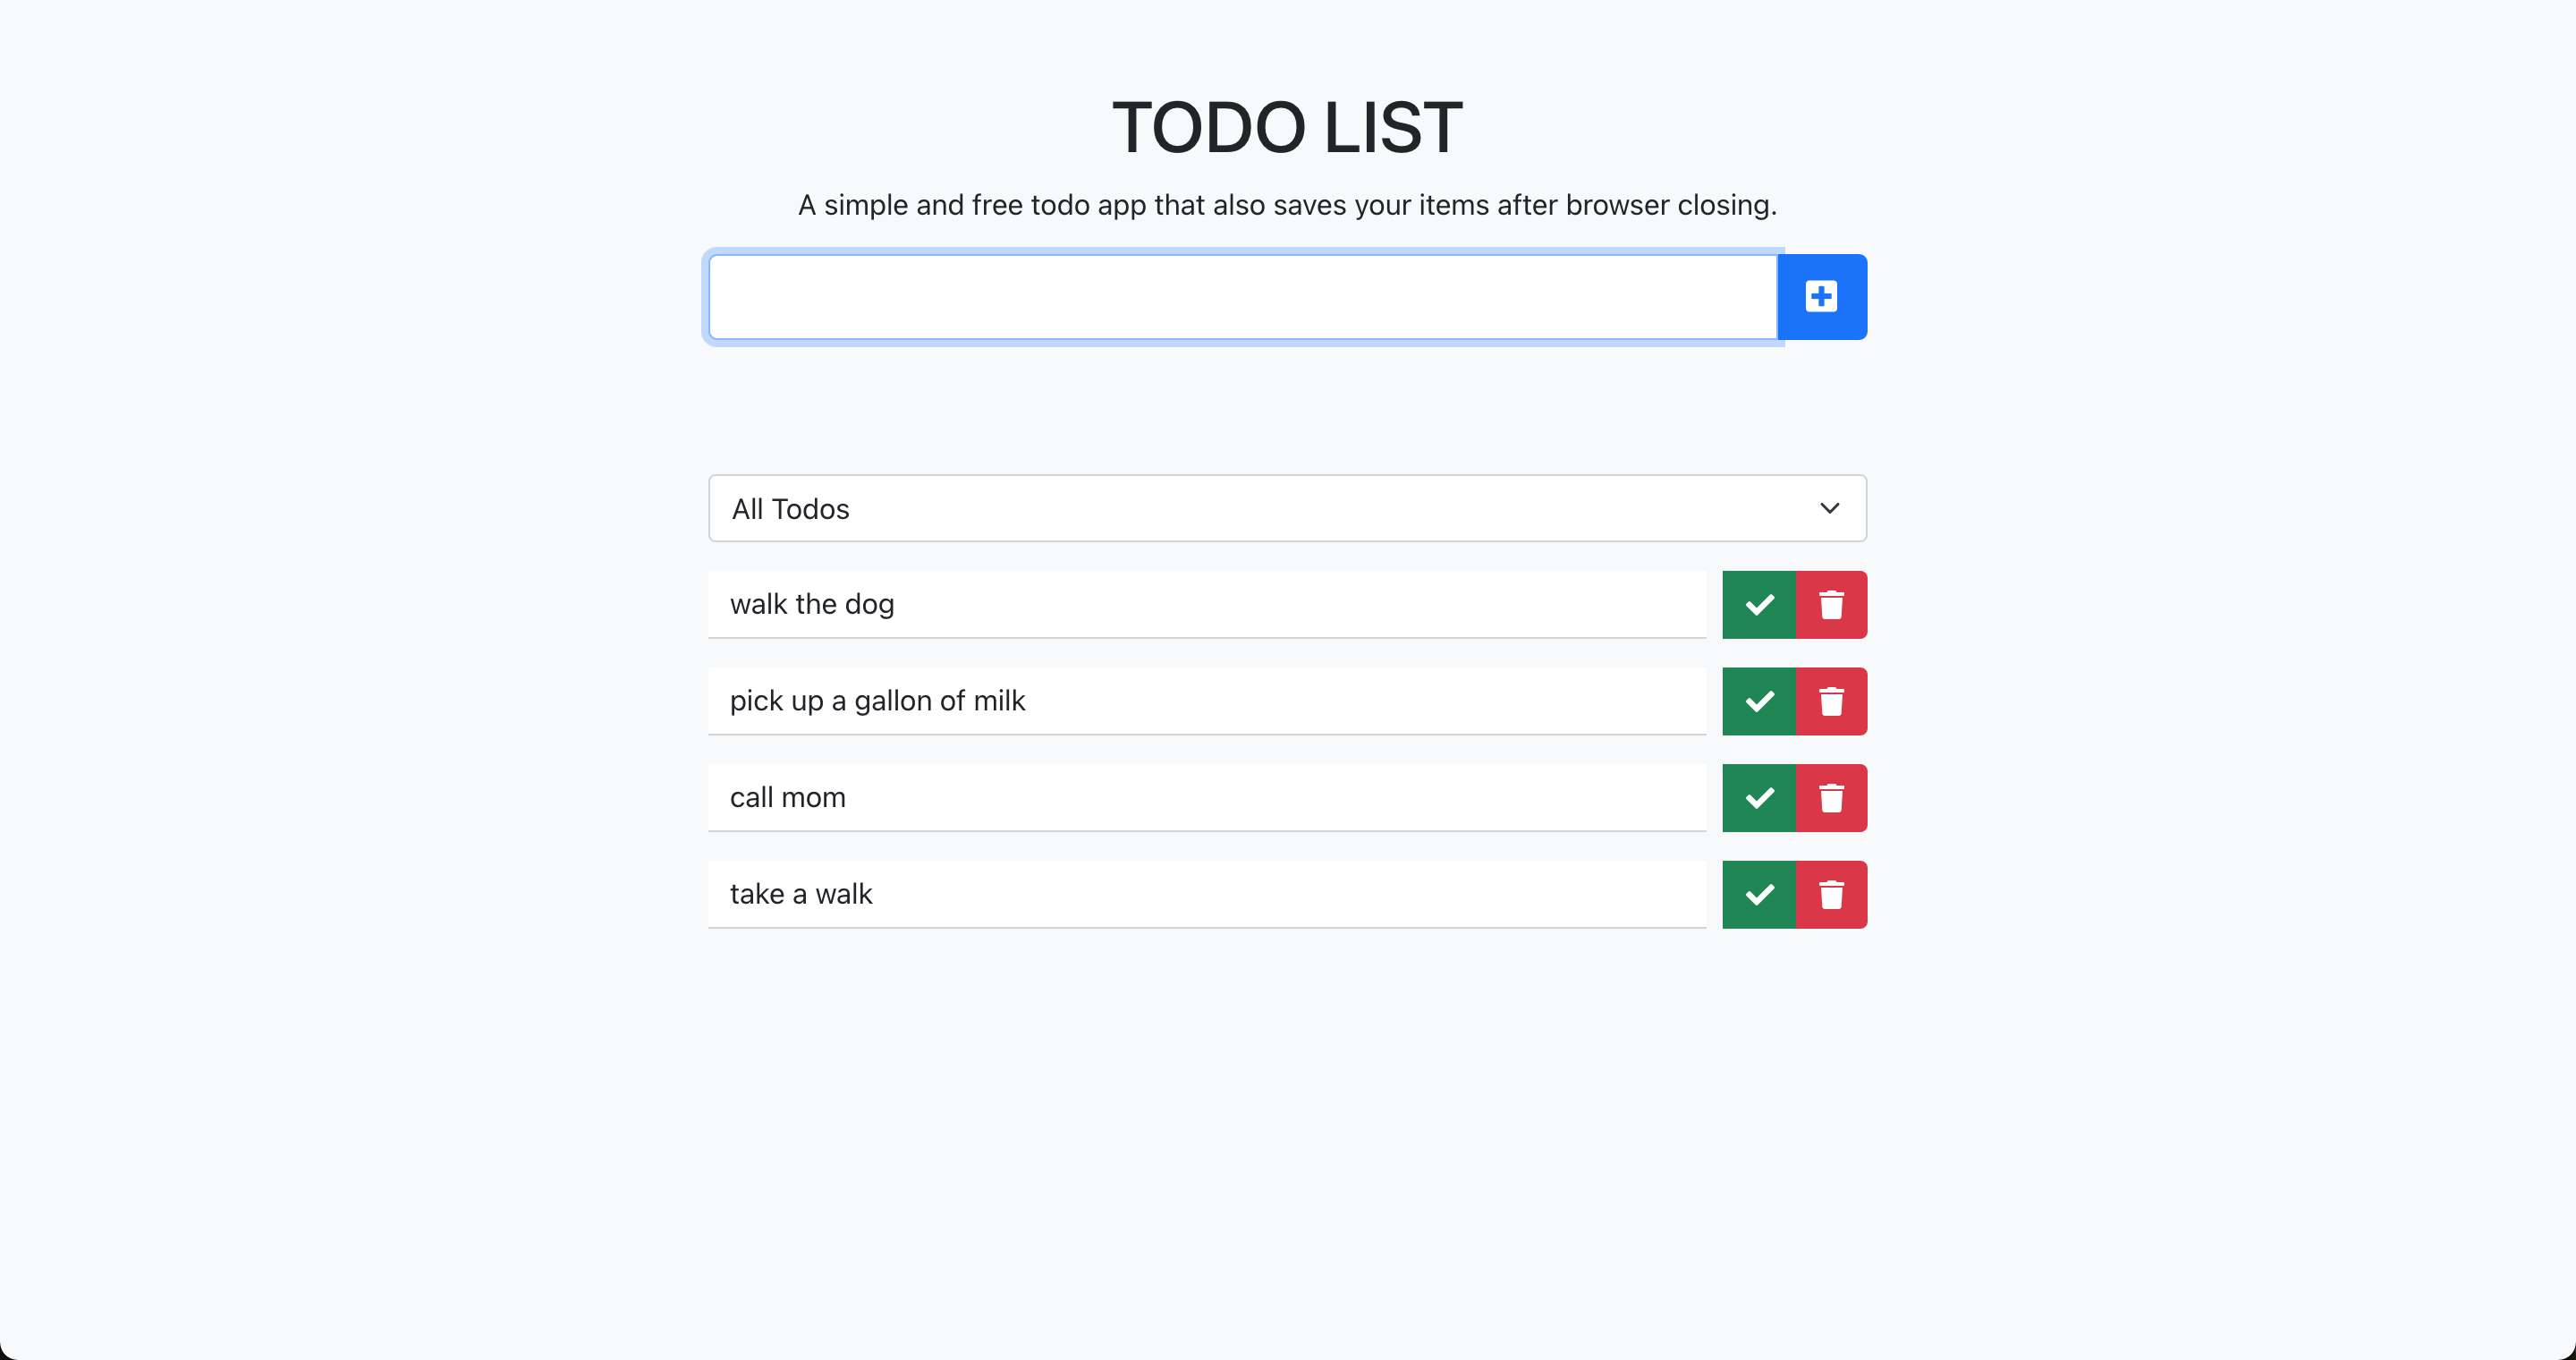 TODO LIST
A simple and free todo app that also saves your items after browser closing.
All Todos
walk the dog
pick up a gallon of milk
call mom
take a walk